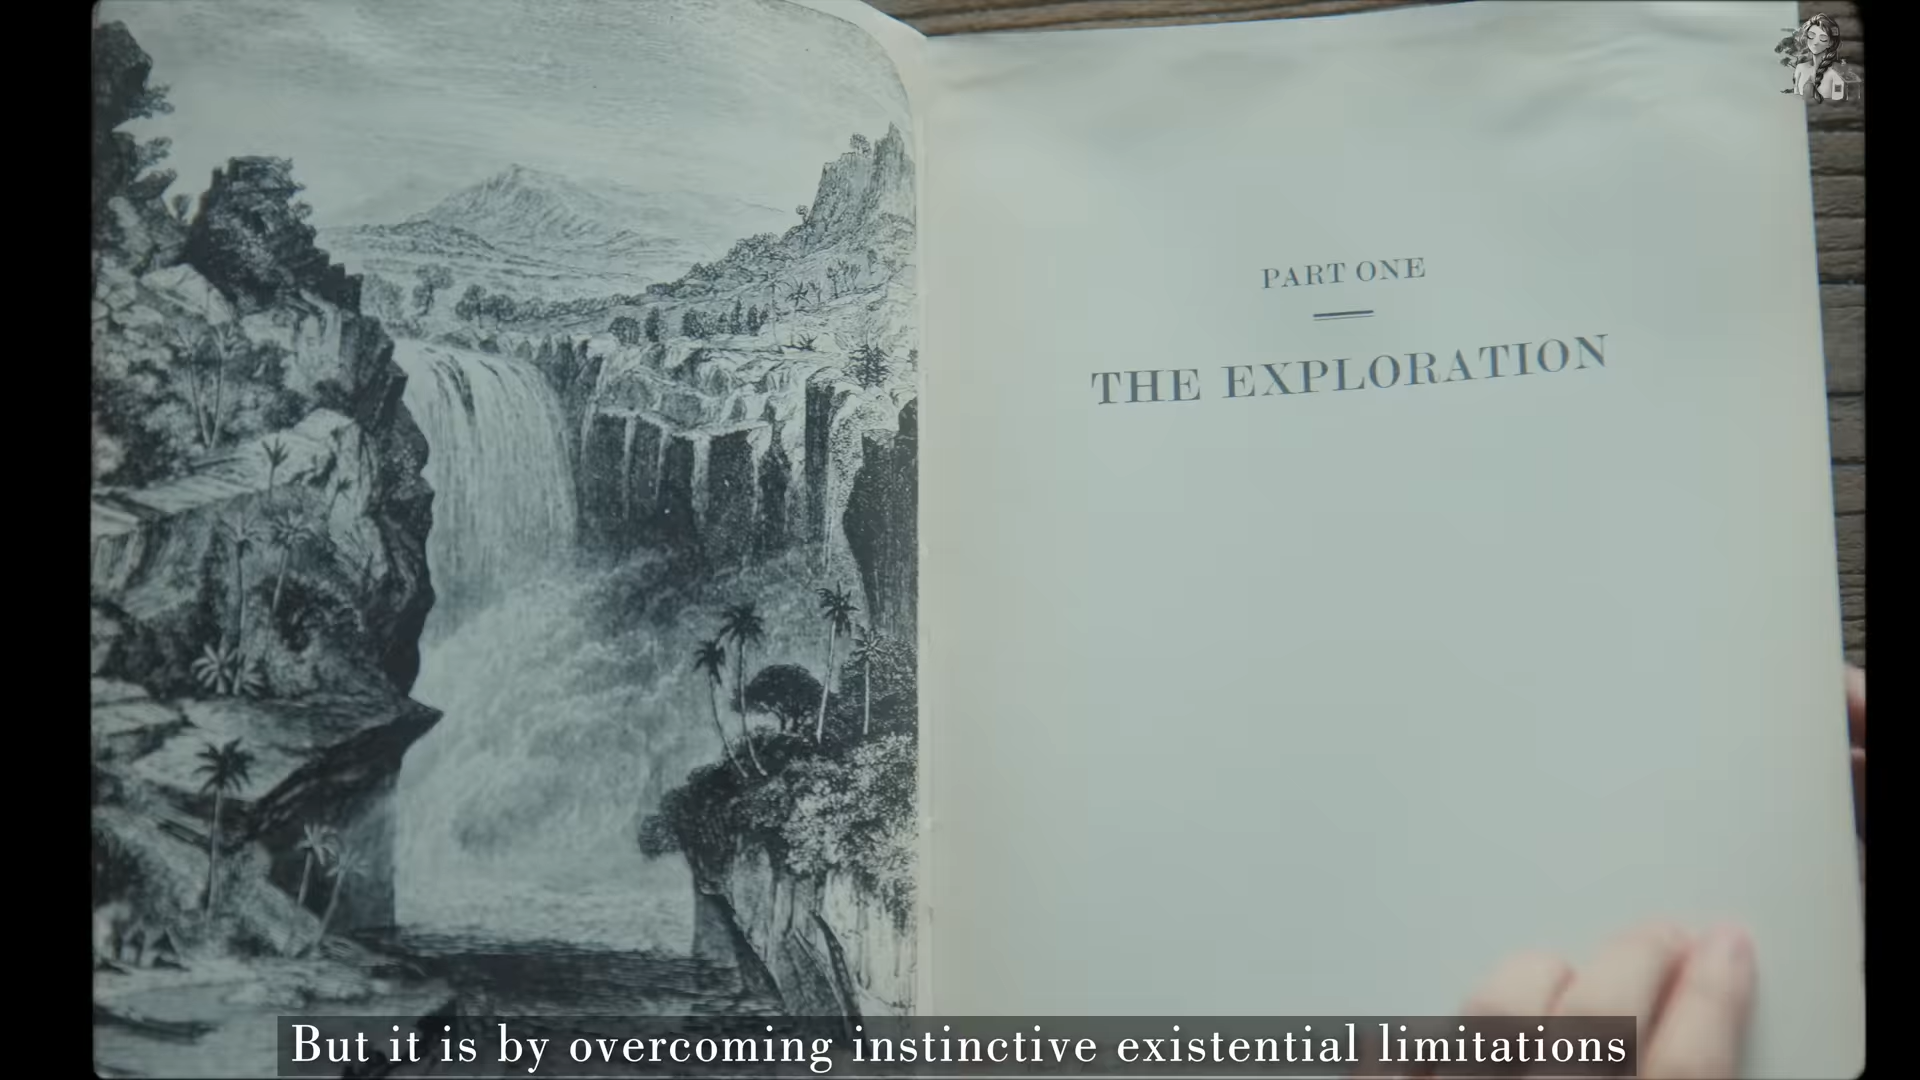 PART ONE
THE EXPLORATION
But it is by overcoming instinctive existential limitations